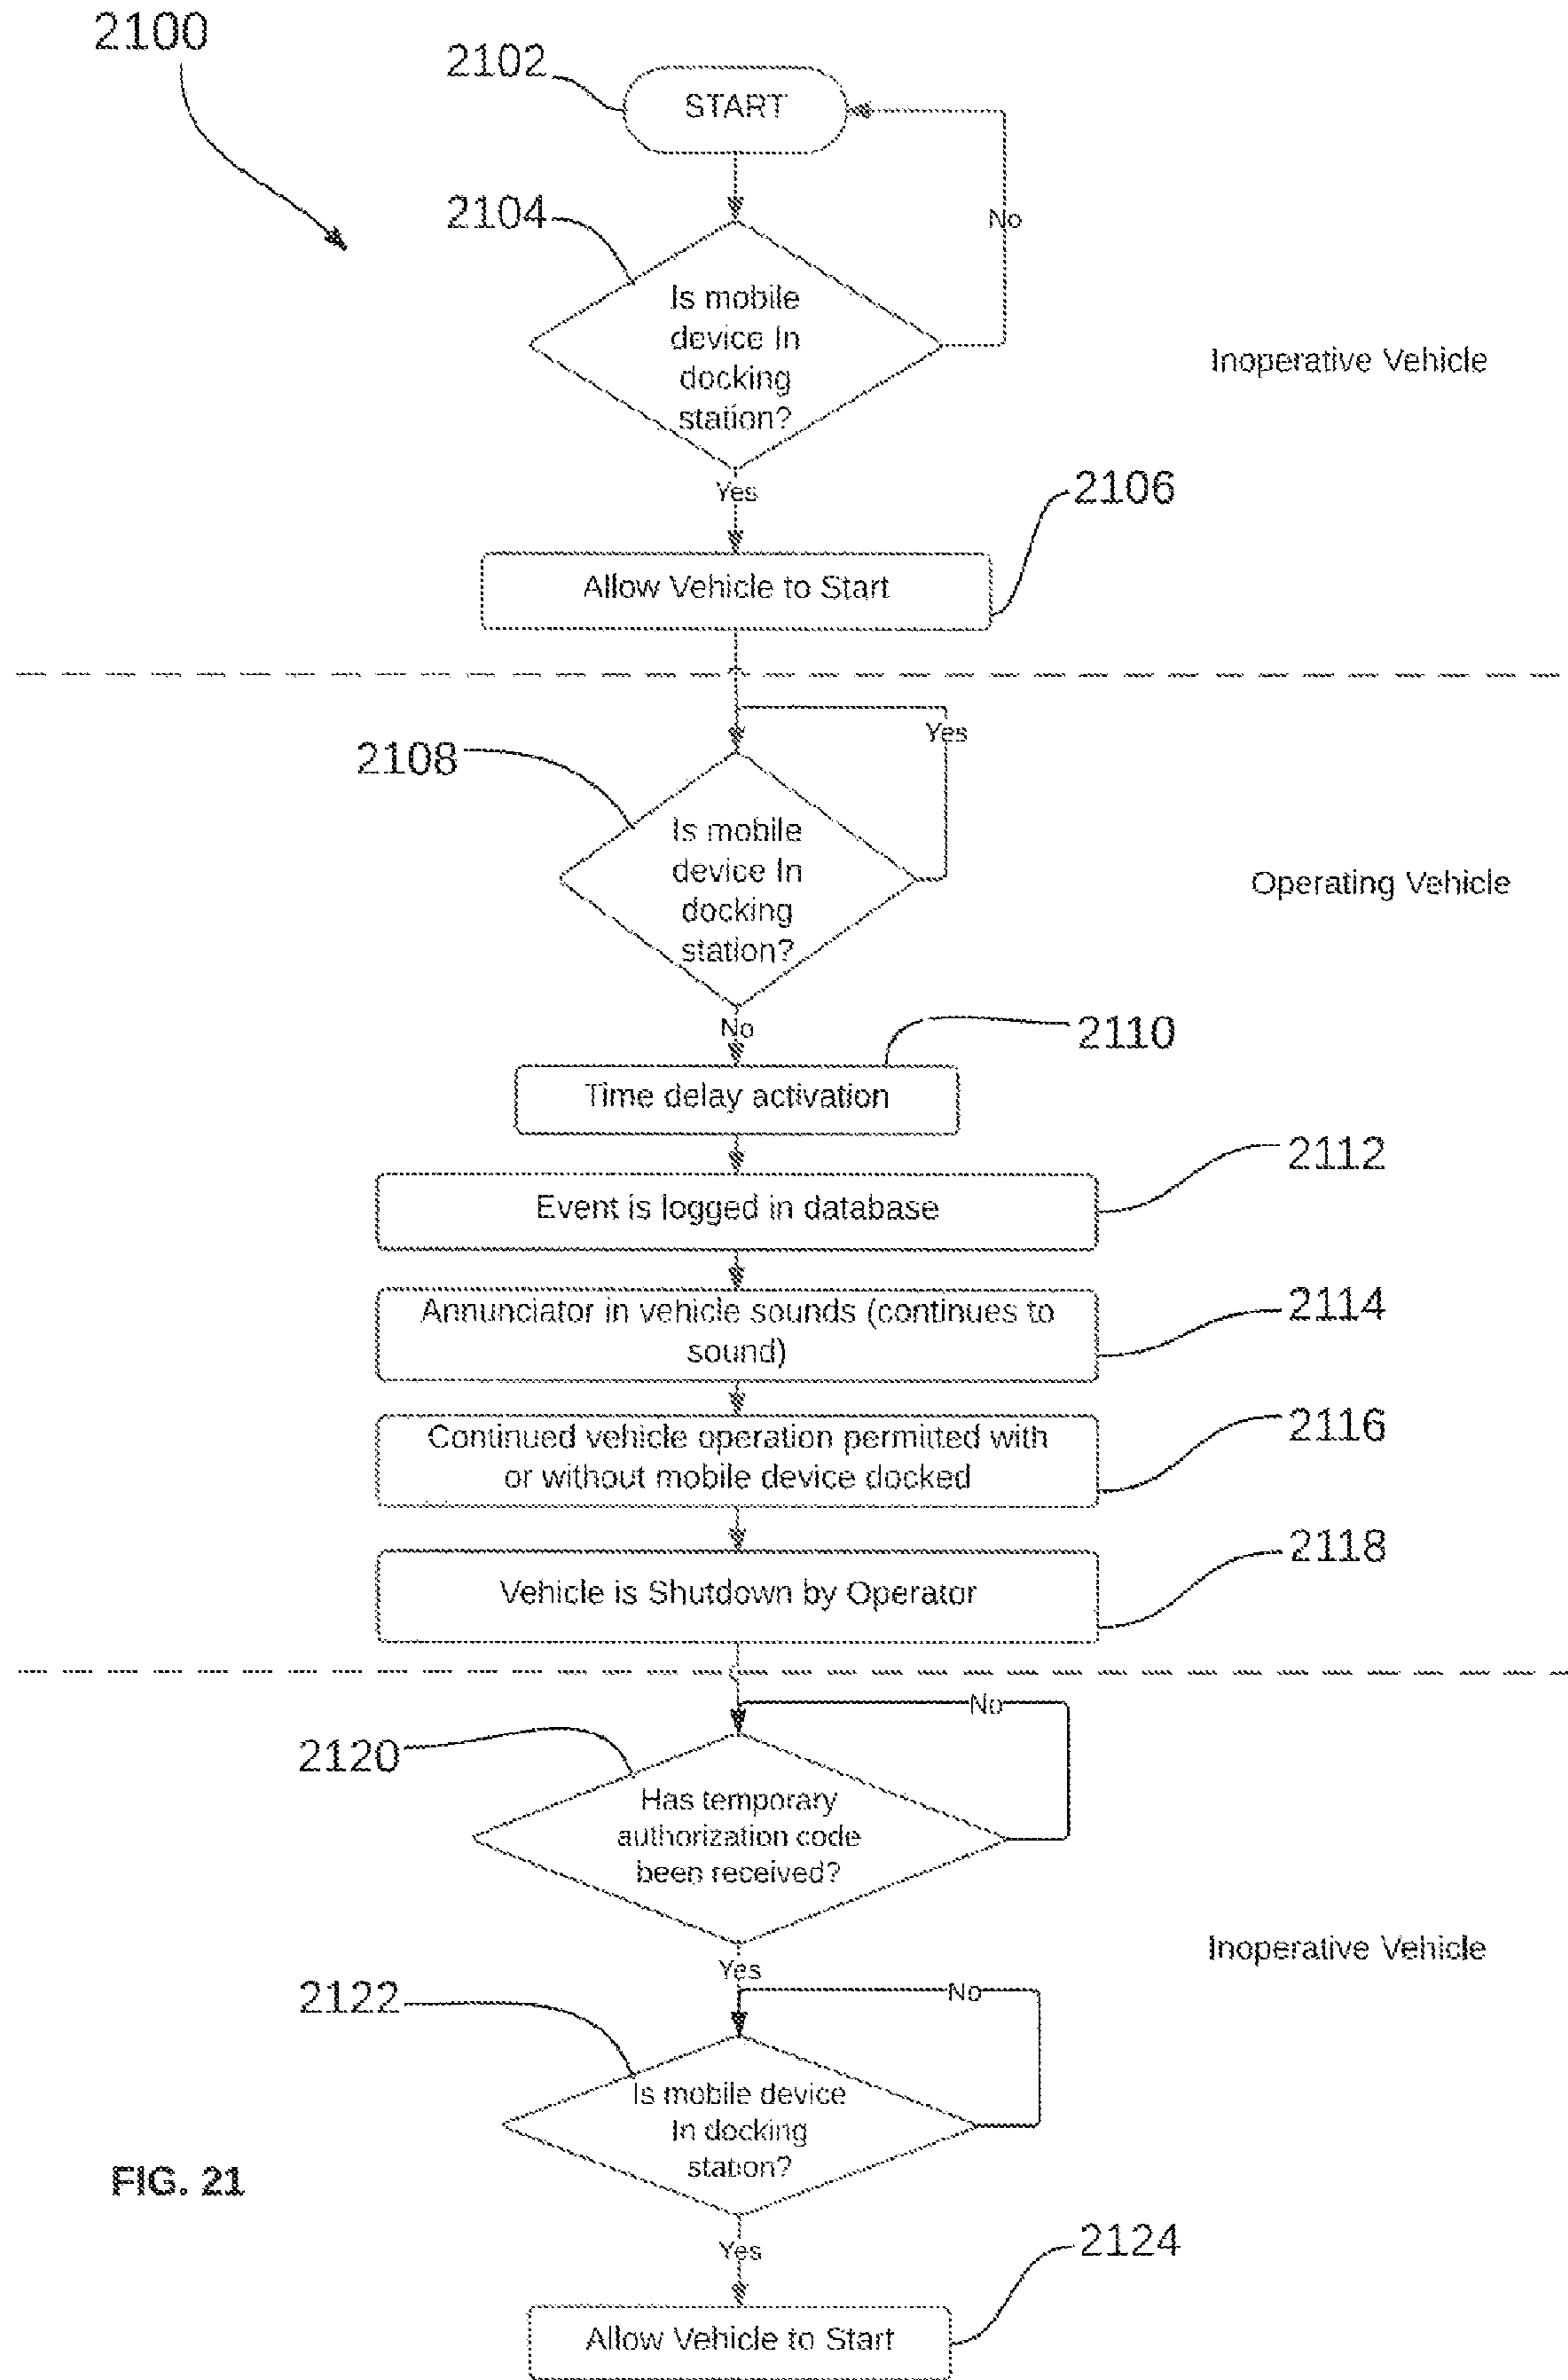 2100
2102
START
No
2104
Is mobile
device In
docking
station?
Inoperative Vehicle
Yes
2106
Allow Vehicle to Start
Yes
2108
Is mobile
device In
docking
station?
Operating Vehicle
No
2110
Time delay activation
2112
Event is logged in database
2114
Annunciator in vehicle sounds (continues to
sound)
2116
Continued vehicle operation permitted with
or without mobile device docked
2118
Vehicle is Shutdown by Operator
No
2120
Has temporary
authorization code
been received?
Inoperative Vehicle
Yes
No
2122
Is mobile device
In docking
station?
FIG. 21
Yes
2124
Allow Vehicle to Start